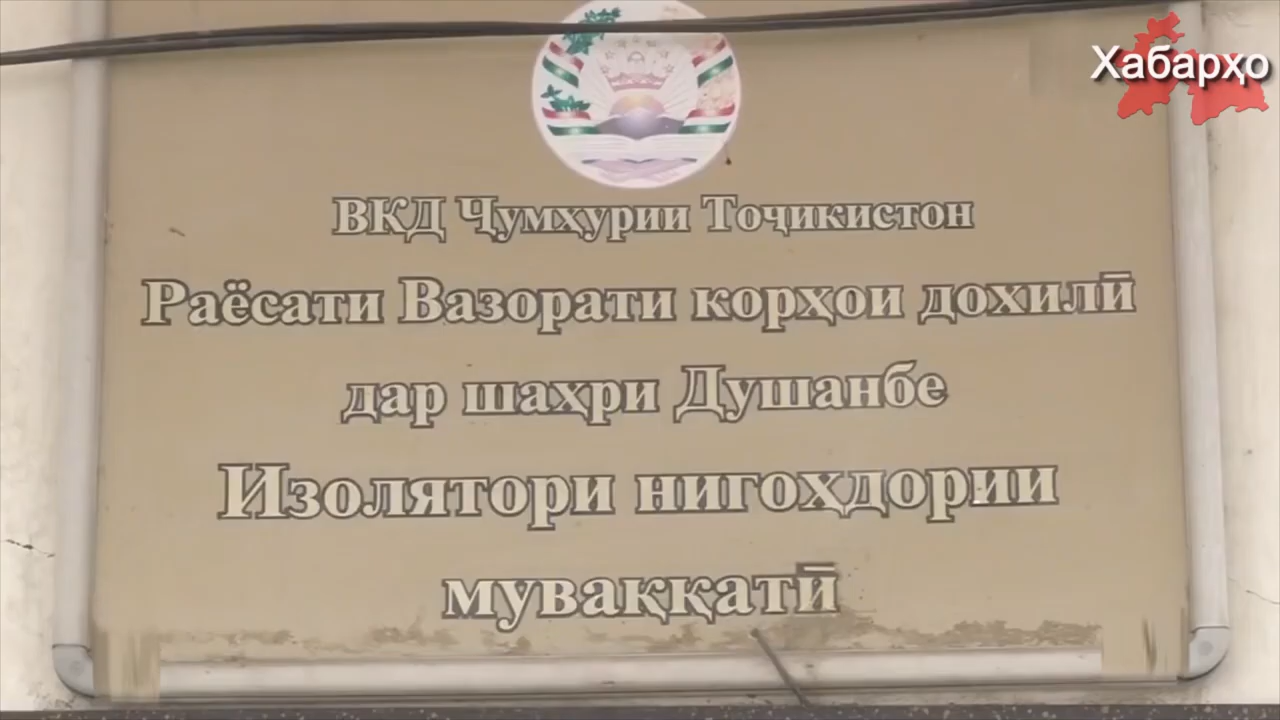 Хабарҳо
ВКД Ҷумҳурии Тоҷикистон
Раёсати Вазорати корҳои дохилӣ
дар шаҳри Душанбе
Изолятори нигоҳдории
муваққатӣ